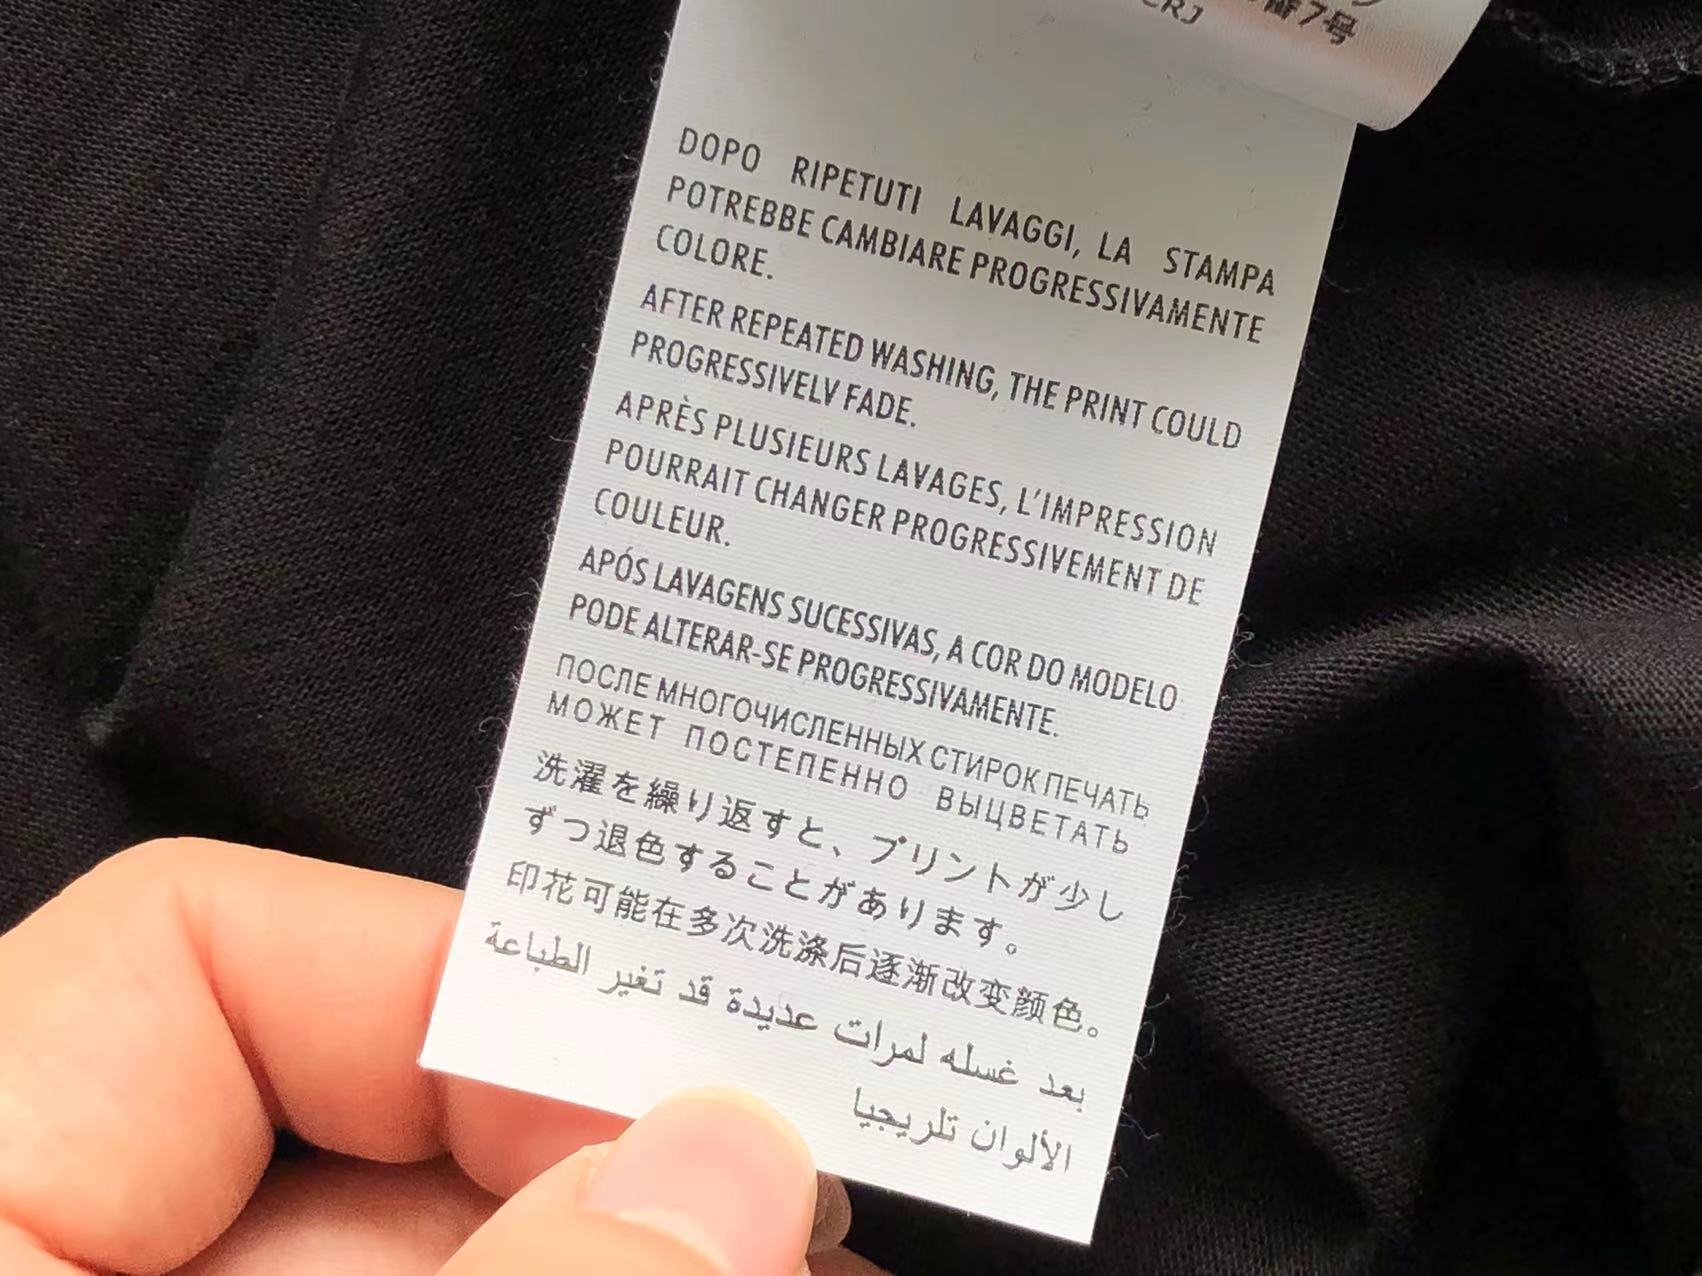 7号
CRJ
DOPO RIPETUTI LAVAGGI, LA STAMPA
POTREBBE CAMBIARE PROGRESSIVAMENTE
COLORE.
AFTER REPEATED WASHING, THE PRINT COULD
PROGRESSIVELV FADE.
APRÈS PLUSIEURS LAVAGES, L'IMPRESSION
POURRAIT CHANGER PROGRESSIVEMENT DE
COULEUR.
APÓS LAVAGENS SUCESSIVAS, A COR DO MODELO
PODE ALTERAR-SE PROGRESSIVAMENTE.
ПОСЛЕ МНОГОЧИСЛЕННЫХ СТИРОК ПЕЧАТЬ
МОЖЕТ ПОСТЕПЕННО ВЫЦВЕТАТЬ
洗濯を繰り返すと、プリントが少し
ずつ退色することがあります。
印花可能在多次洗涤后逐渐改变颜色。
بعد غسله لمرات عديدة قد تغير الطباعة
الألوان تلريجيا